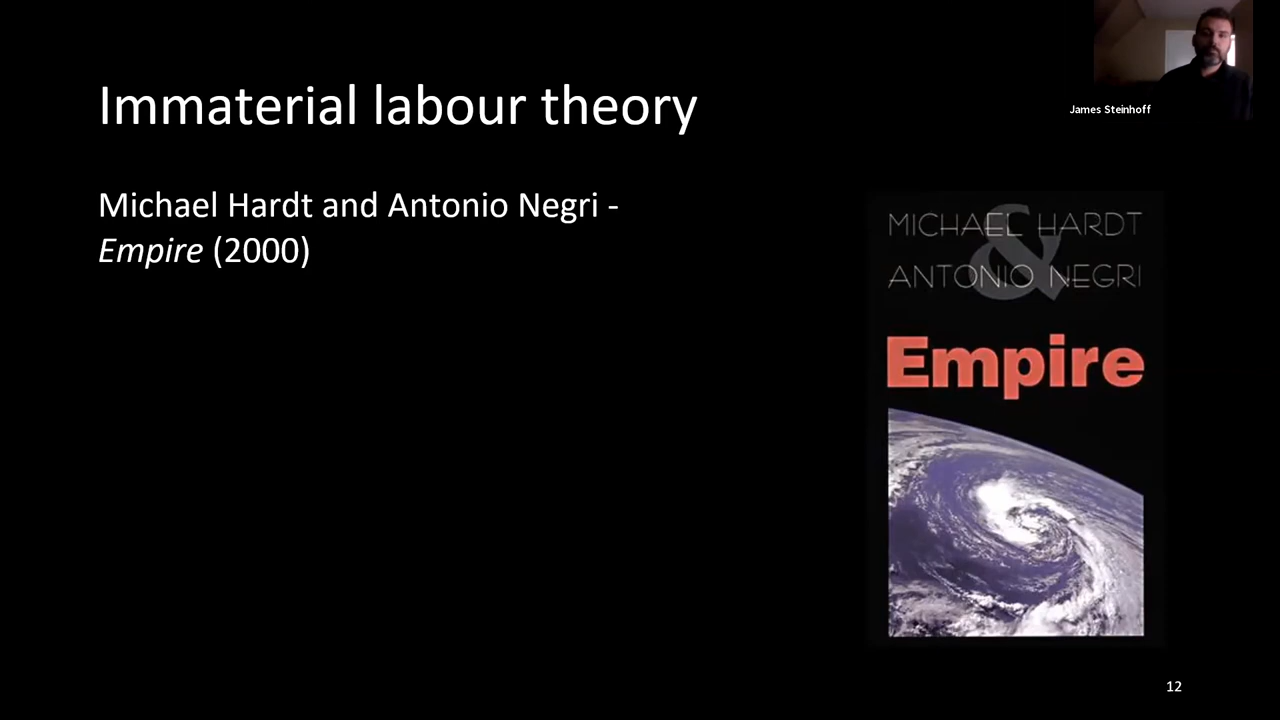 Immaterial labour theory
James Steinhoff
Michael Hardt and Antonio Negri -
Empire (2000)
MICHAEL HARDT
&
ANTONIO NEGRI
Empire
12